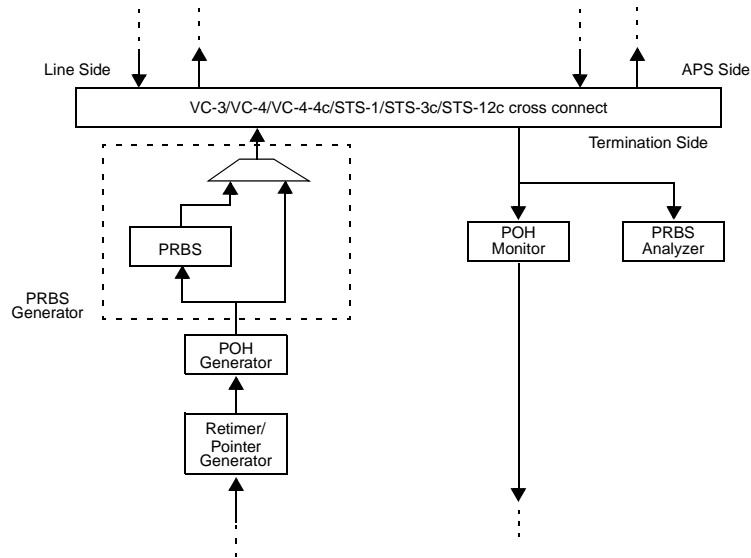 Line Side
APS Side
VC-3/VC-4/VC-4-4c/STS-1/STS-3c/STS-12c cross connect
Termination Side
PRBS
POH
Monitor
PRBS
Analyzer
PRBS
Generator
POH
Generator
Retimer/
Pointer
Generator